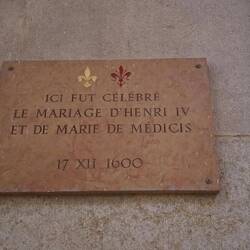 ICI FUT CÉLÉBRÉ
LE MARIAGE D'HENRI IV
ET DE MARIE DE MÉDICIS
17 XII 1600